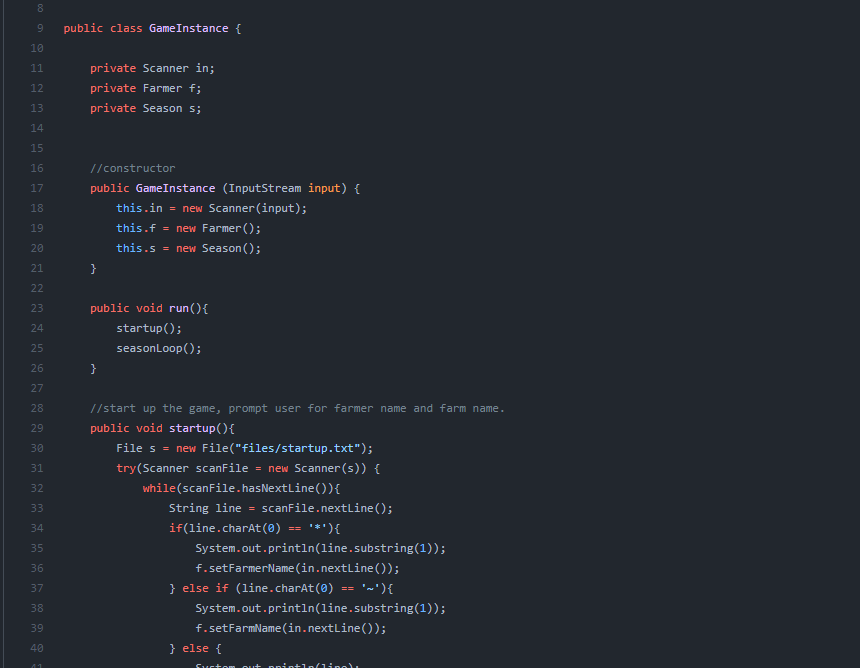 8
9 public class GameInstance {
10
11     private Scanner in;
12     private Farmer f;
13     private Season s;
14
15
16     //constructor
17     public GameInstance (InputStream input) {
18         this.in = new Scanner(input);
19         this.f = new Farmer();
20         this.s = new Season();
21     }
22
23     public void run(){
24         startup();
25         seasonLoop();
26     }
27
28     //start up the game, prompt user for farmer name and farm name.
29     public void startup(){
30         File s = new File("files/startup.txt");
31         try(Scanner scanFile = new Scanner(s)) {
32             while(scanFile.hasNextLine()){
33                 String line = scanFile.nextLine();
34                 if(line.charAt(0) == '*'){
35                     System.out.println(line.substring(1));
36                     f.setFarmerName(in.nextLine());
37                 } else if (line.charAt(0) == '~'){
38                     System.out.println(line.substring(1));
39                     f.setFarmName(in.nextLine());
40                 } else {
41                     System.out.println(line);